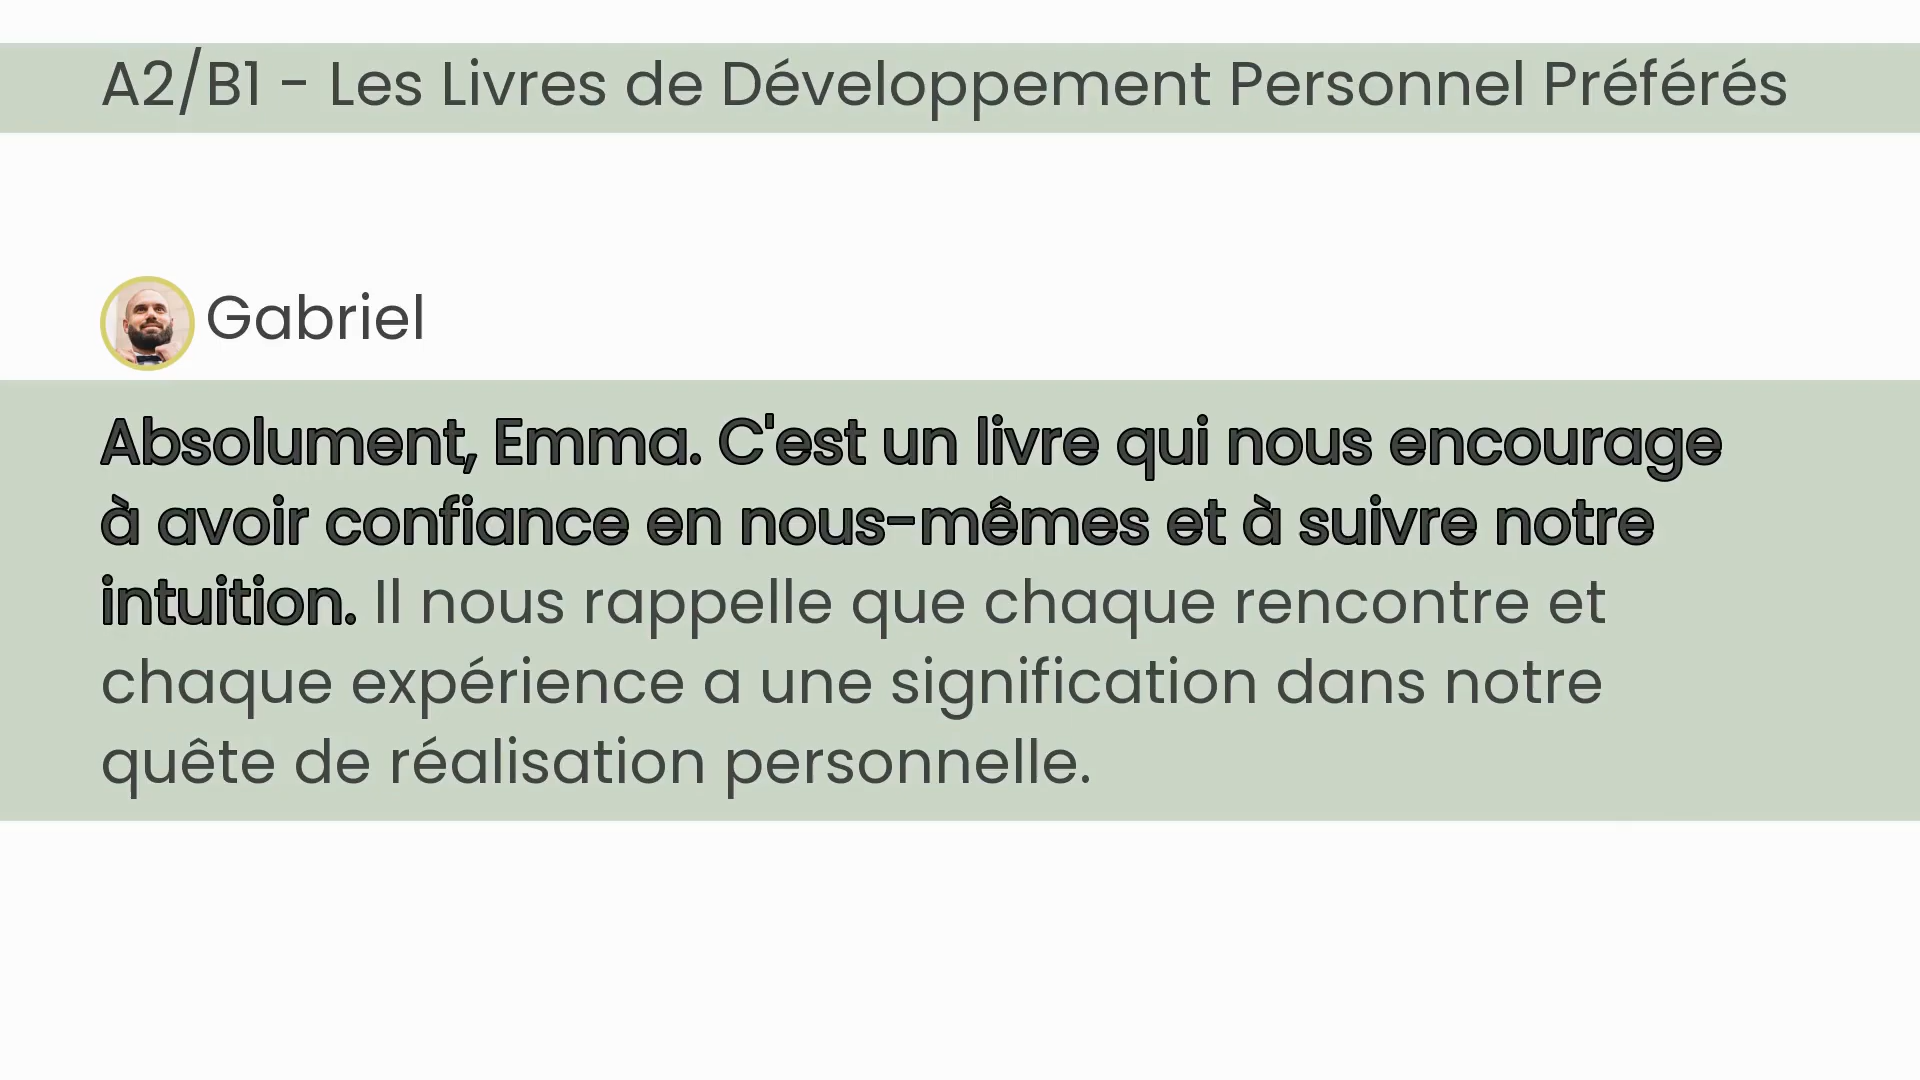 A2/B1 - Les Livres de Développement Personnel Préférés
Gabriel
Absolument, Emma. C'est un livre qui nous encourage
à avoir confiance en nous-mêmes et à suivre notre
intuition. Il nous rappelle que chaque rencontre et
chaque expérience a une signification dans notre
quête de réalisation personnelle.